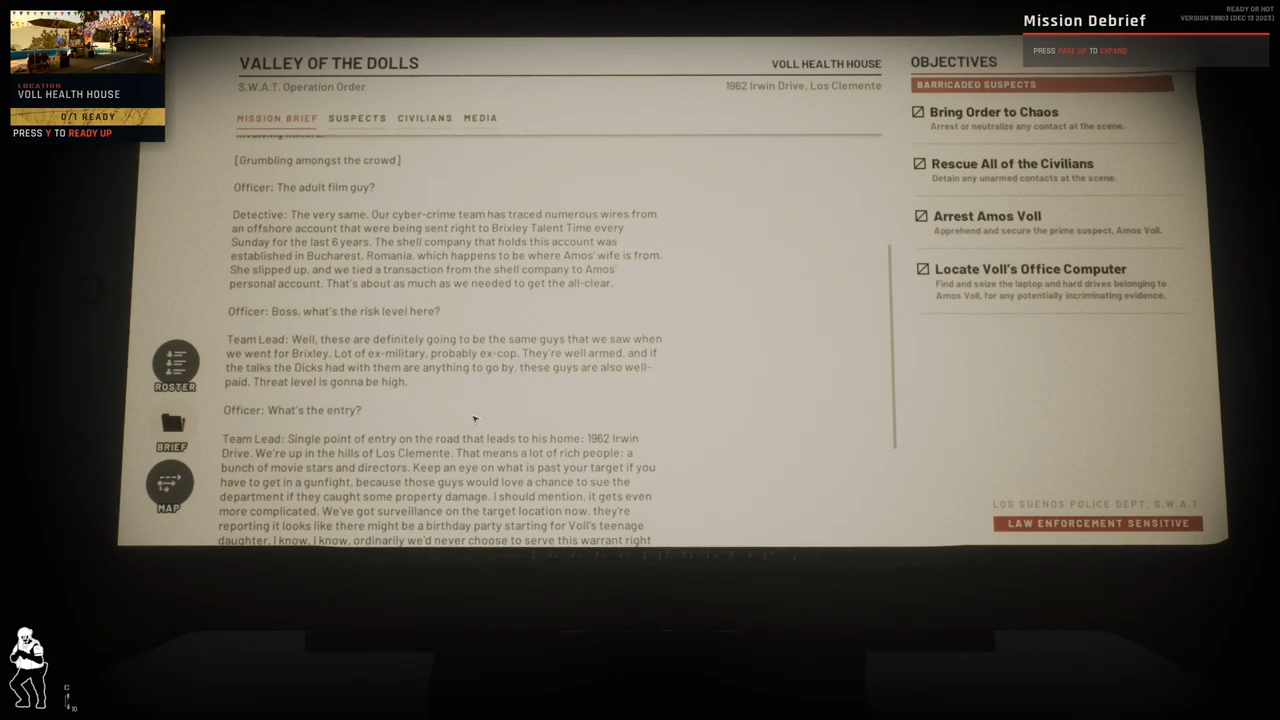 LOCATION
VOLL HEALTH HOUSE
0/1 READY
PRESS Y TO READY UP
READY OR NOT
VERSION 39903 (DEC 13 2023)
Mission Debrief
PRESS PAGE UP TO EXPAND
VALLEY OF THE DOLLS
VOLL HEALTH HOUSE
S.W.A.T. Operation Order
1962 Irwin Drive, Los Clemente
MISSION BRIEF SUSPECTS CIVILIANS MEDIA
[Grumbling amongst the crowd]
Officer: The adult film guy?
Detective: The very same. Our cyber-crime team has traced numerous wires from
an offshore account that were being sent right to Brixley Talent Time every
Sunday for the last 6 years. The shell company that holds this account was
established in Bucharest, Romania, which happens to be where Amos' wife is from.
She slipped up, and we tied a transaction from the shell company to Amos'
personal account. That's about as much as we needed to get the all-clear.
Officer: Boss, what's the risk level here?
Team Lead: Well, these are definitely going to be the same guys that we saw when
we went for Brixley. Lot of ex-military, probably ex-cop. They're well armed, and if
the talks the Dicks had with them are anything to go by, these guys are also well-
paid. Threat level is gonna be high.
Officer: What's the entry?
Team Lead: Single point of entry on the road that leads to his home: 1962 Irwin
Drive. We're up in the hills of Los Clemente. That means a lot of rich people: a
bunch of movie stars and directors. Keep an eye on what is past your target if you
have to get in a gunfight, because those guys would love a chance to sue the
department if they caught some property damage. I should mention, it gets even
more complicated. We've got surveillance on the target location now, they're
reporting it looks like there might be a birthday party starting for Voll's teenage
daughter. I know, I know, ordinarily we'd never choose to serve this warrant right
OBJECTIVES
BARRICADED SUSPECTS
Bring Order to Chaos
Arrest or neutralize any contact at the scene.
Rescue All of the Civilians
Detain any unarmed contacts at the scene.
Arrest Amos Voll
Apprehend and secure the prime suspect, Amos Voll.
Locate Voll's Office Computer
Find and seize the laptop and hard drives belonging to
Amos Voll, for any potentially incriminating evidence.
LOS SUENOS POLICE DEPT. S.W.A.T.
LAW ENFORCEMENT SENSITIVE
ROSTER
BRIEF
MAP